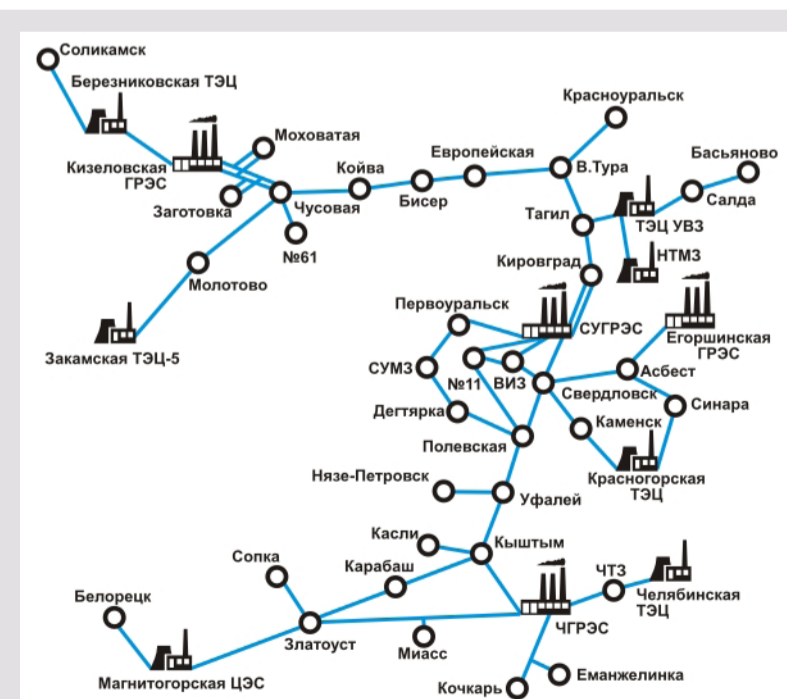 Соликамск
Березниковская ТЭЦ
Красноуральск
Моховатая
Кизеловская
ГРЭС
Койва
Европейская
В.Тура
Басьяново
Заготовка
Чусовая
Бисер
Салда
Тагил
ТЭЦ УВЗ
№61
НТМЗ
Молотово
Кировград
Первоуральск
СУГРЭС
Егоршинская
ГРЭС
Закамская ТЭЦ-5
СУМЗ
№11
ВИЗ
Свердловск
Асбест
Дегтярка
Каменск
Синара
Полевская
Красногорская
ТЭЦ
Нязе-Петровск
Уфалей
Касли
Кыштым
Сопка
Карабаш
ЧТЗ
Челябинская
ТЭЦ
Белорецк
ЧГРЭС
Златоуст
Миасс
Магнитогорская ЦЭС
Еманжелинка
Кочкарь